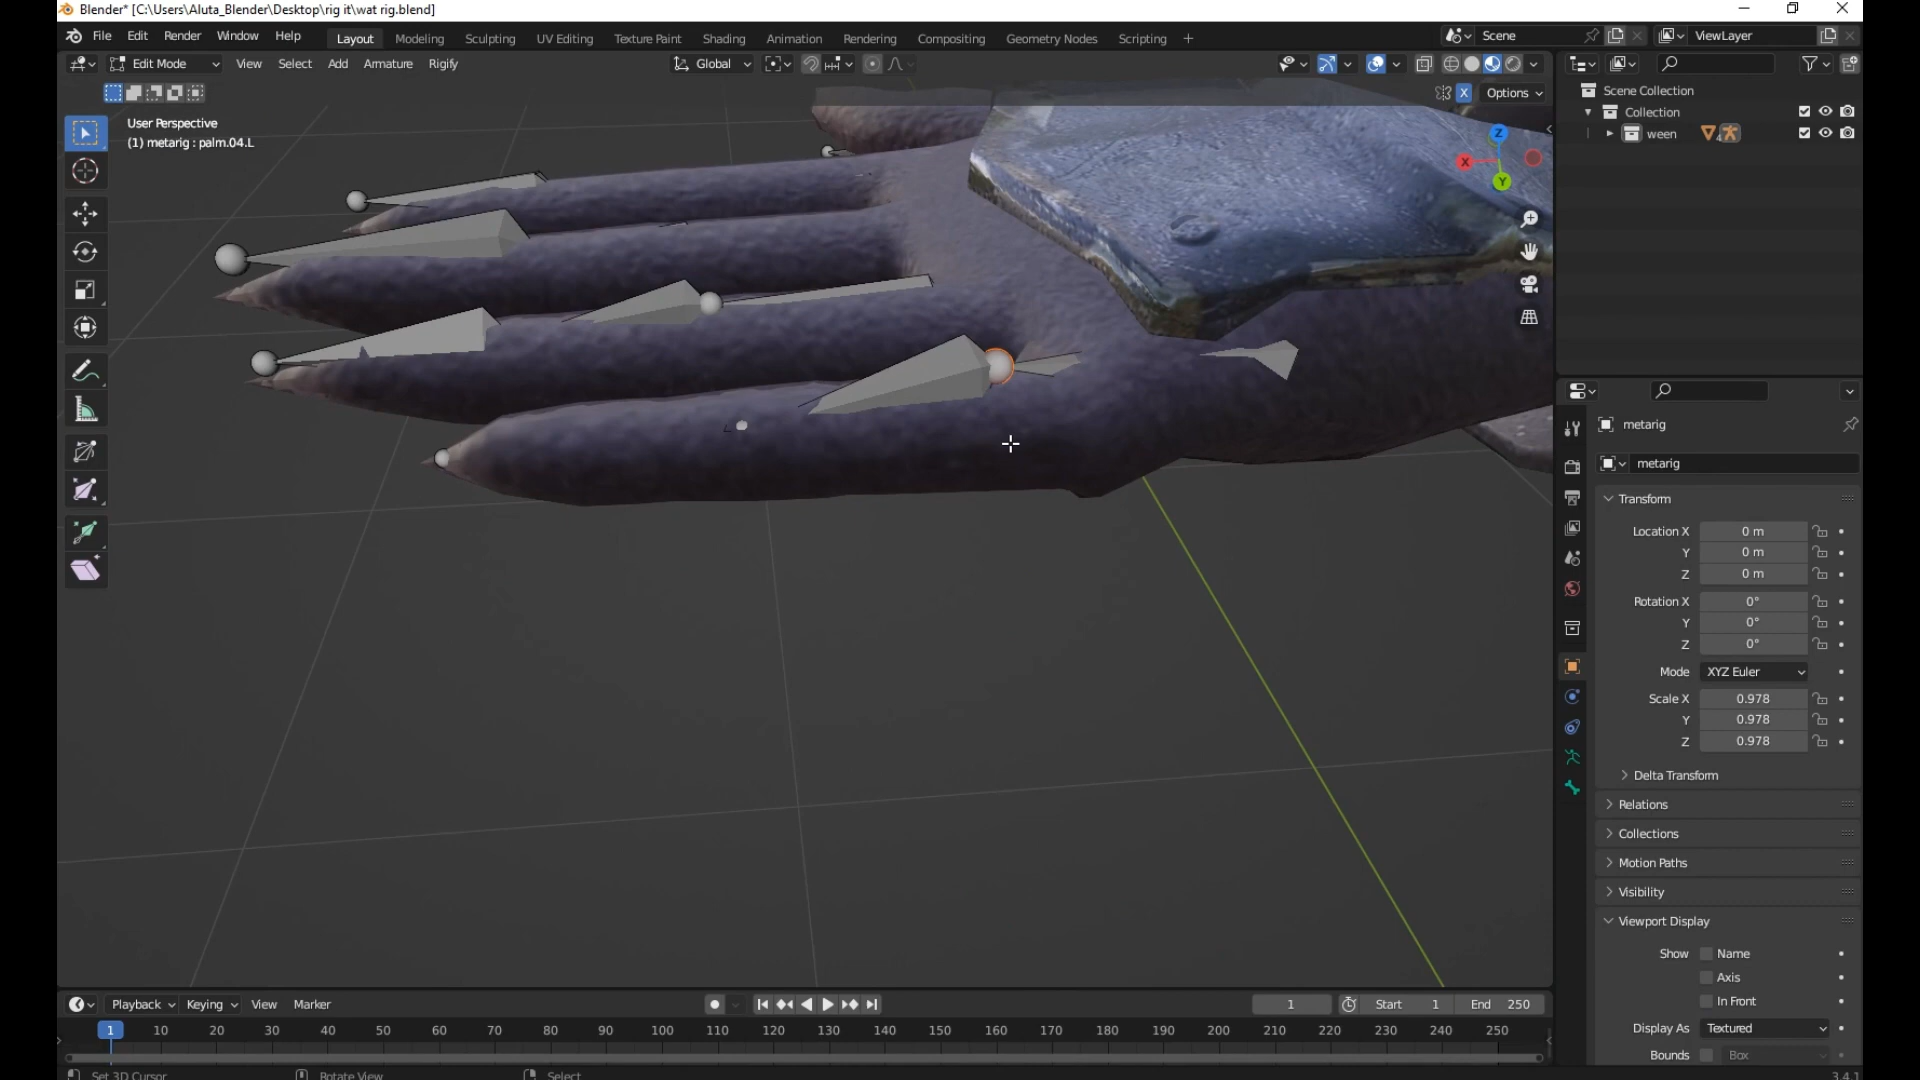 Blender* [C:\Users\Aluta_Blender\Desktop\rig it\wat rig.blend]
File Edit Render Window Help Layout Modeling Sculpting UV Editing Texture Paint Shading Animation Rendering Compositing Geometry Nodes Scripting + Scene ViewLayer
Edit Mode View Select Add Armature Rigify Global
X Options
User Perspective
(1) metarig : palm.04.L
Z
X
Y
Scene Collection
Collection
ween
metarig
metarig
Transform
Location X 0 m
Y 0 m
Z 0 m
Rotation X 0°
Y 0°
Z 0°
Mode XYZ Euler
Scale X 0.978
Y 0.978
Z 0.978
Delta Transform
Relations
Collections
Motion Paths
Visibility
Viewport Display
Show Name
Axis
In Front
Display As Textured
Bounds Box
Playback Keying View Marker 1 Start 1 End 250
1 10 20 30 40 50 60 70 80 90 100 110 120 130 140 150 160 170 180 190 200 210 220 230 240 250
Set 3D Cursor Rotate View Select 3.4.1